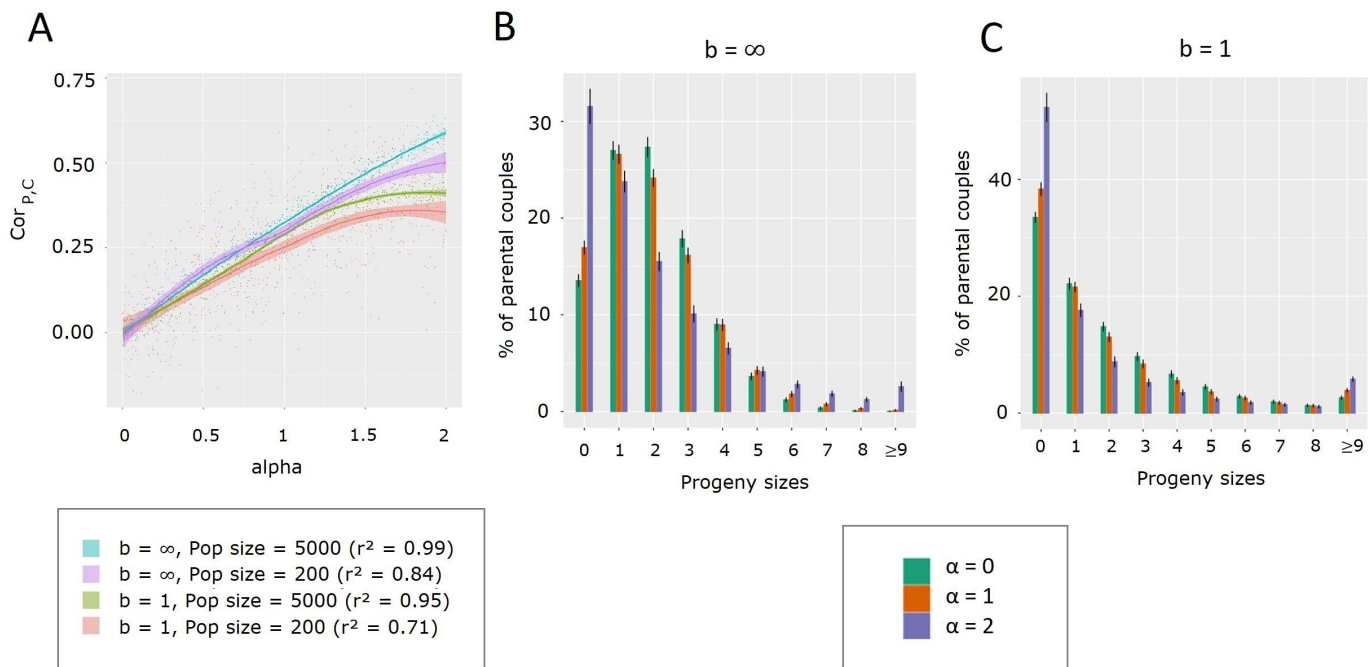 A
0.75
0.50
0.25
0.00
Cor P,C
0 0.5 1 1.5 2
alpha
b = ∞, Pop size = 5000 (r² = 0.99)
b = ∞, Pop size = 200 (r² = 0.84)
b = 1, Pop size = 5000 (r² = 0.95)
b = 1, Pop size = 200 (r² = 0.71)
B
b = ∞
30
20
10
0
% of parental couples
0 1 2 3 4 5 6 7 8 ≥9
Progeny sizes
C
b = 1
40
20
0
% of parental couples
0 1 2 3 4 5 6 7 8 ≥9
Progeny sizes
α = 0
α = 1
α = 2